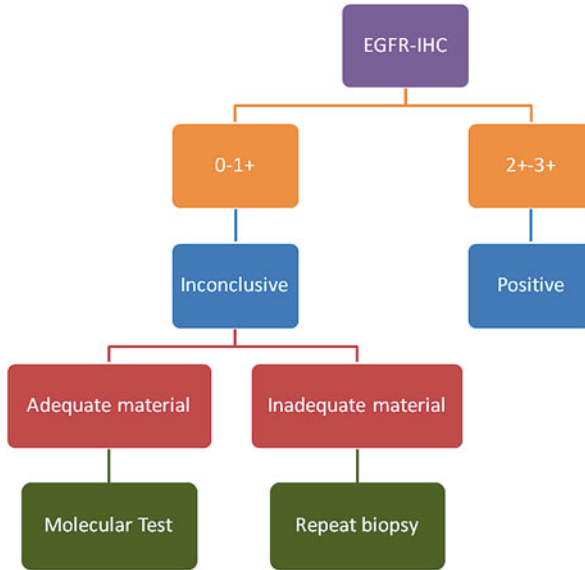 EGFR-IHC
0-1+
2+-3+
Inconclusive
Positive
Adequate material
Inadequate material
Molecular Test
Repeat biopsy